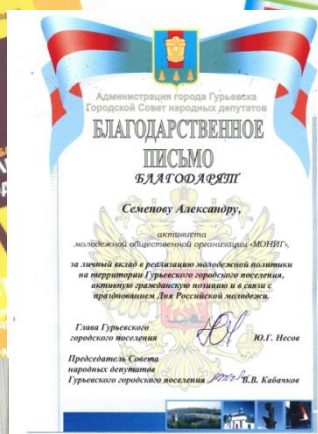 Администрация города Гурьевска
Городской Совет народных депутатов
БЛАГОДАРСТВЕННОЕ
ПИСЬМО
БЛАГОДАРЯТ
Семенову Александру,
активиста
молодежной общественной организации «МОНИГ»,
за личный вклад в реализацию молодежной политики
на территории Гурьевского городского поселения,
активную гражданскую позицию и в связи с
празднованием Дня Российской молодежи.
Глава Гурьевского
городского поселения
Ю.Г. Несов
Председатель Совета
народных депутатов
Гурьевского городского поселения
В.В. Кабачков